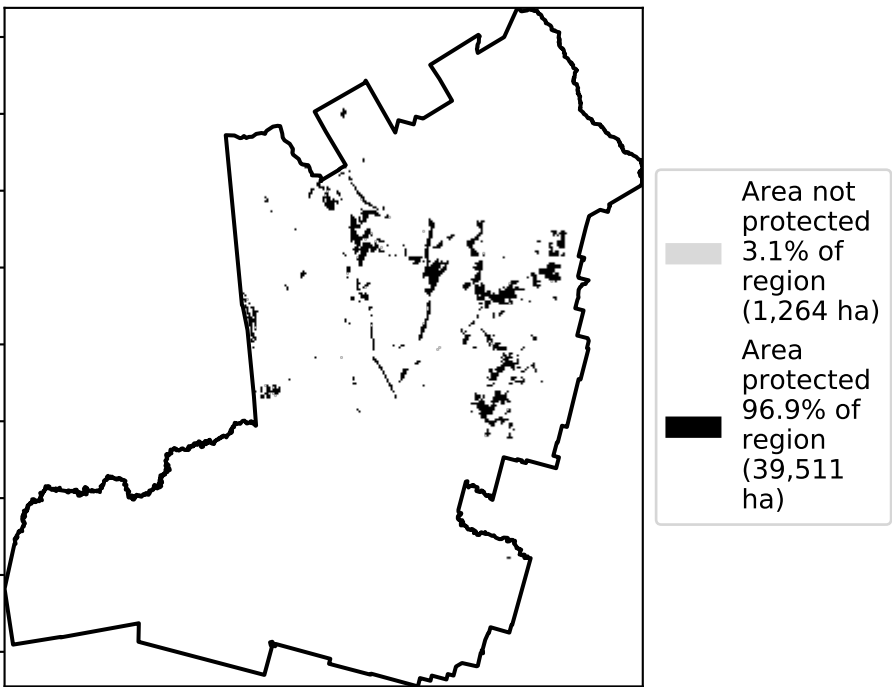 Area not
protected
3.1% of
region
(1,264 ha)
Area
protected
96.9% of
region
(39,511
ha)